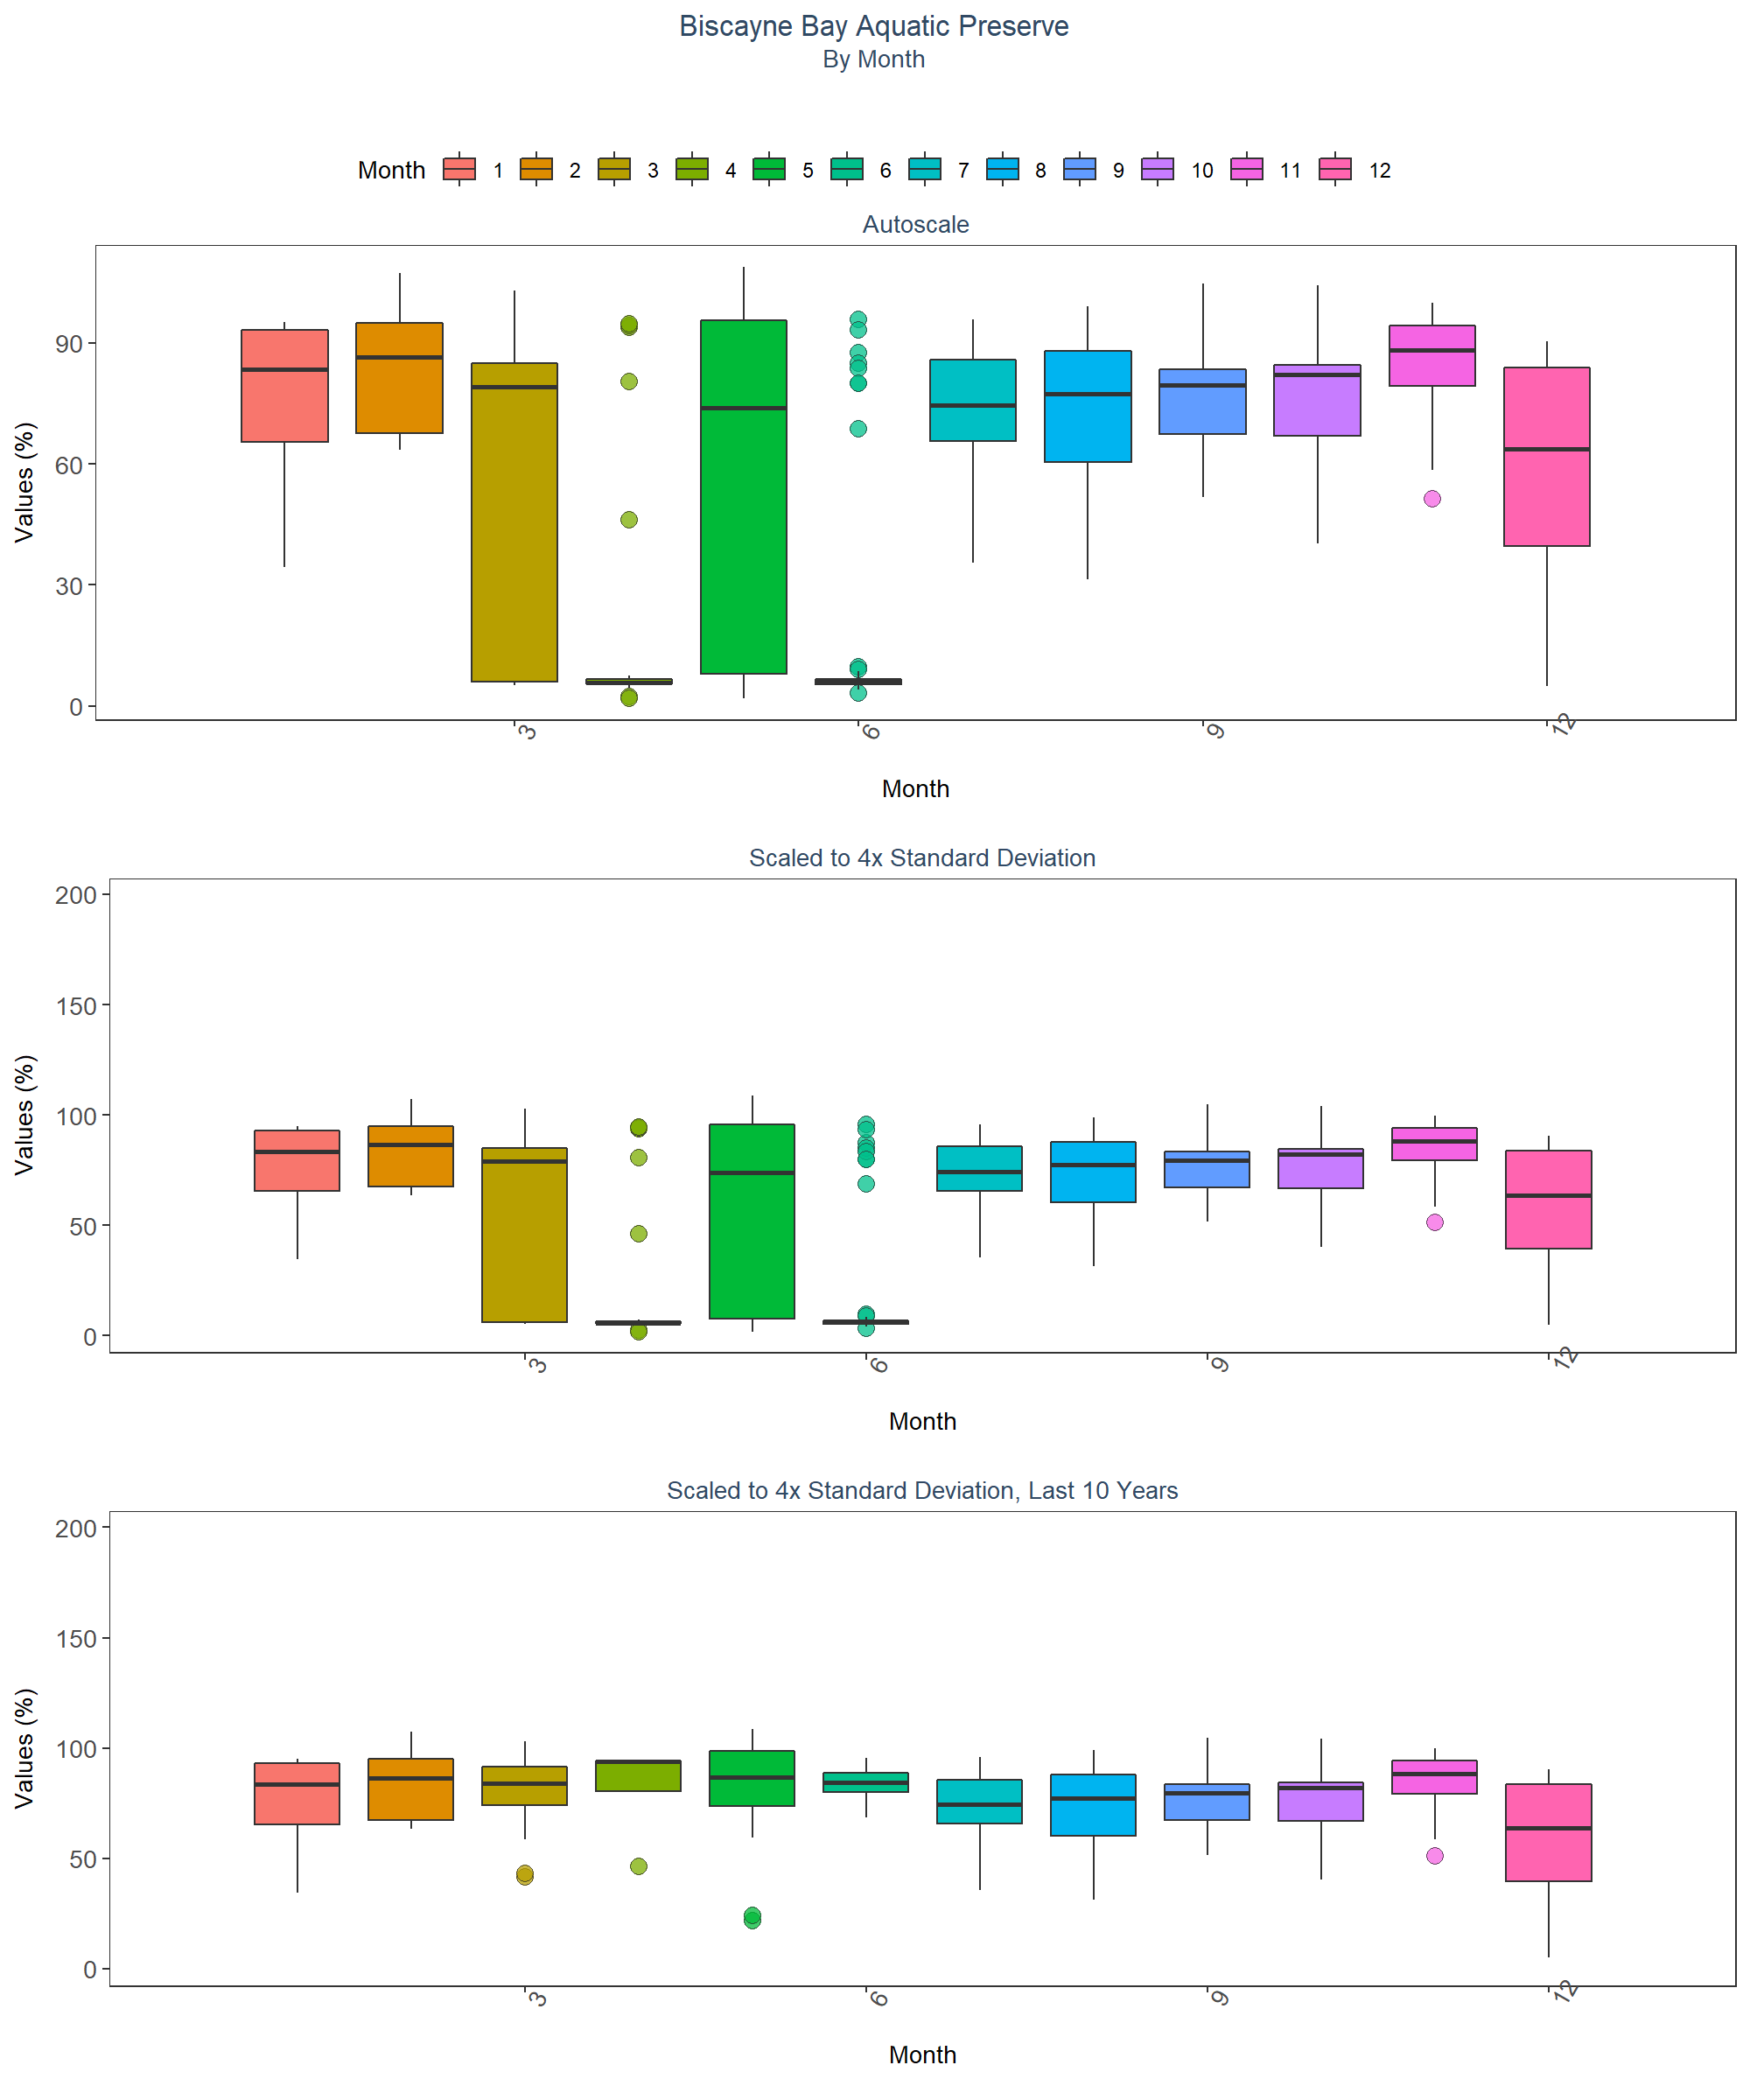 Biscayne Bay Aquatic Preserve
By Month
Month 1 2 3 4 5 6 7 8 9 10 11 12
Autoscale
Values (%)
90
60
30
0
3 6 9 12
Month
Scaled to 4x Standard Deviation
Values (%)
200
150
100
50
0
3 6 9 12
Month
Scaled to 4x Standard Deviation, Last 10 Years
Values (%)
200
150
100
50
0
3 6 9 12
Month